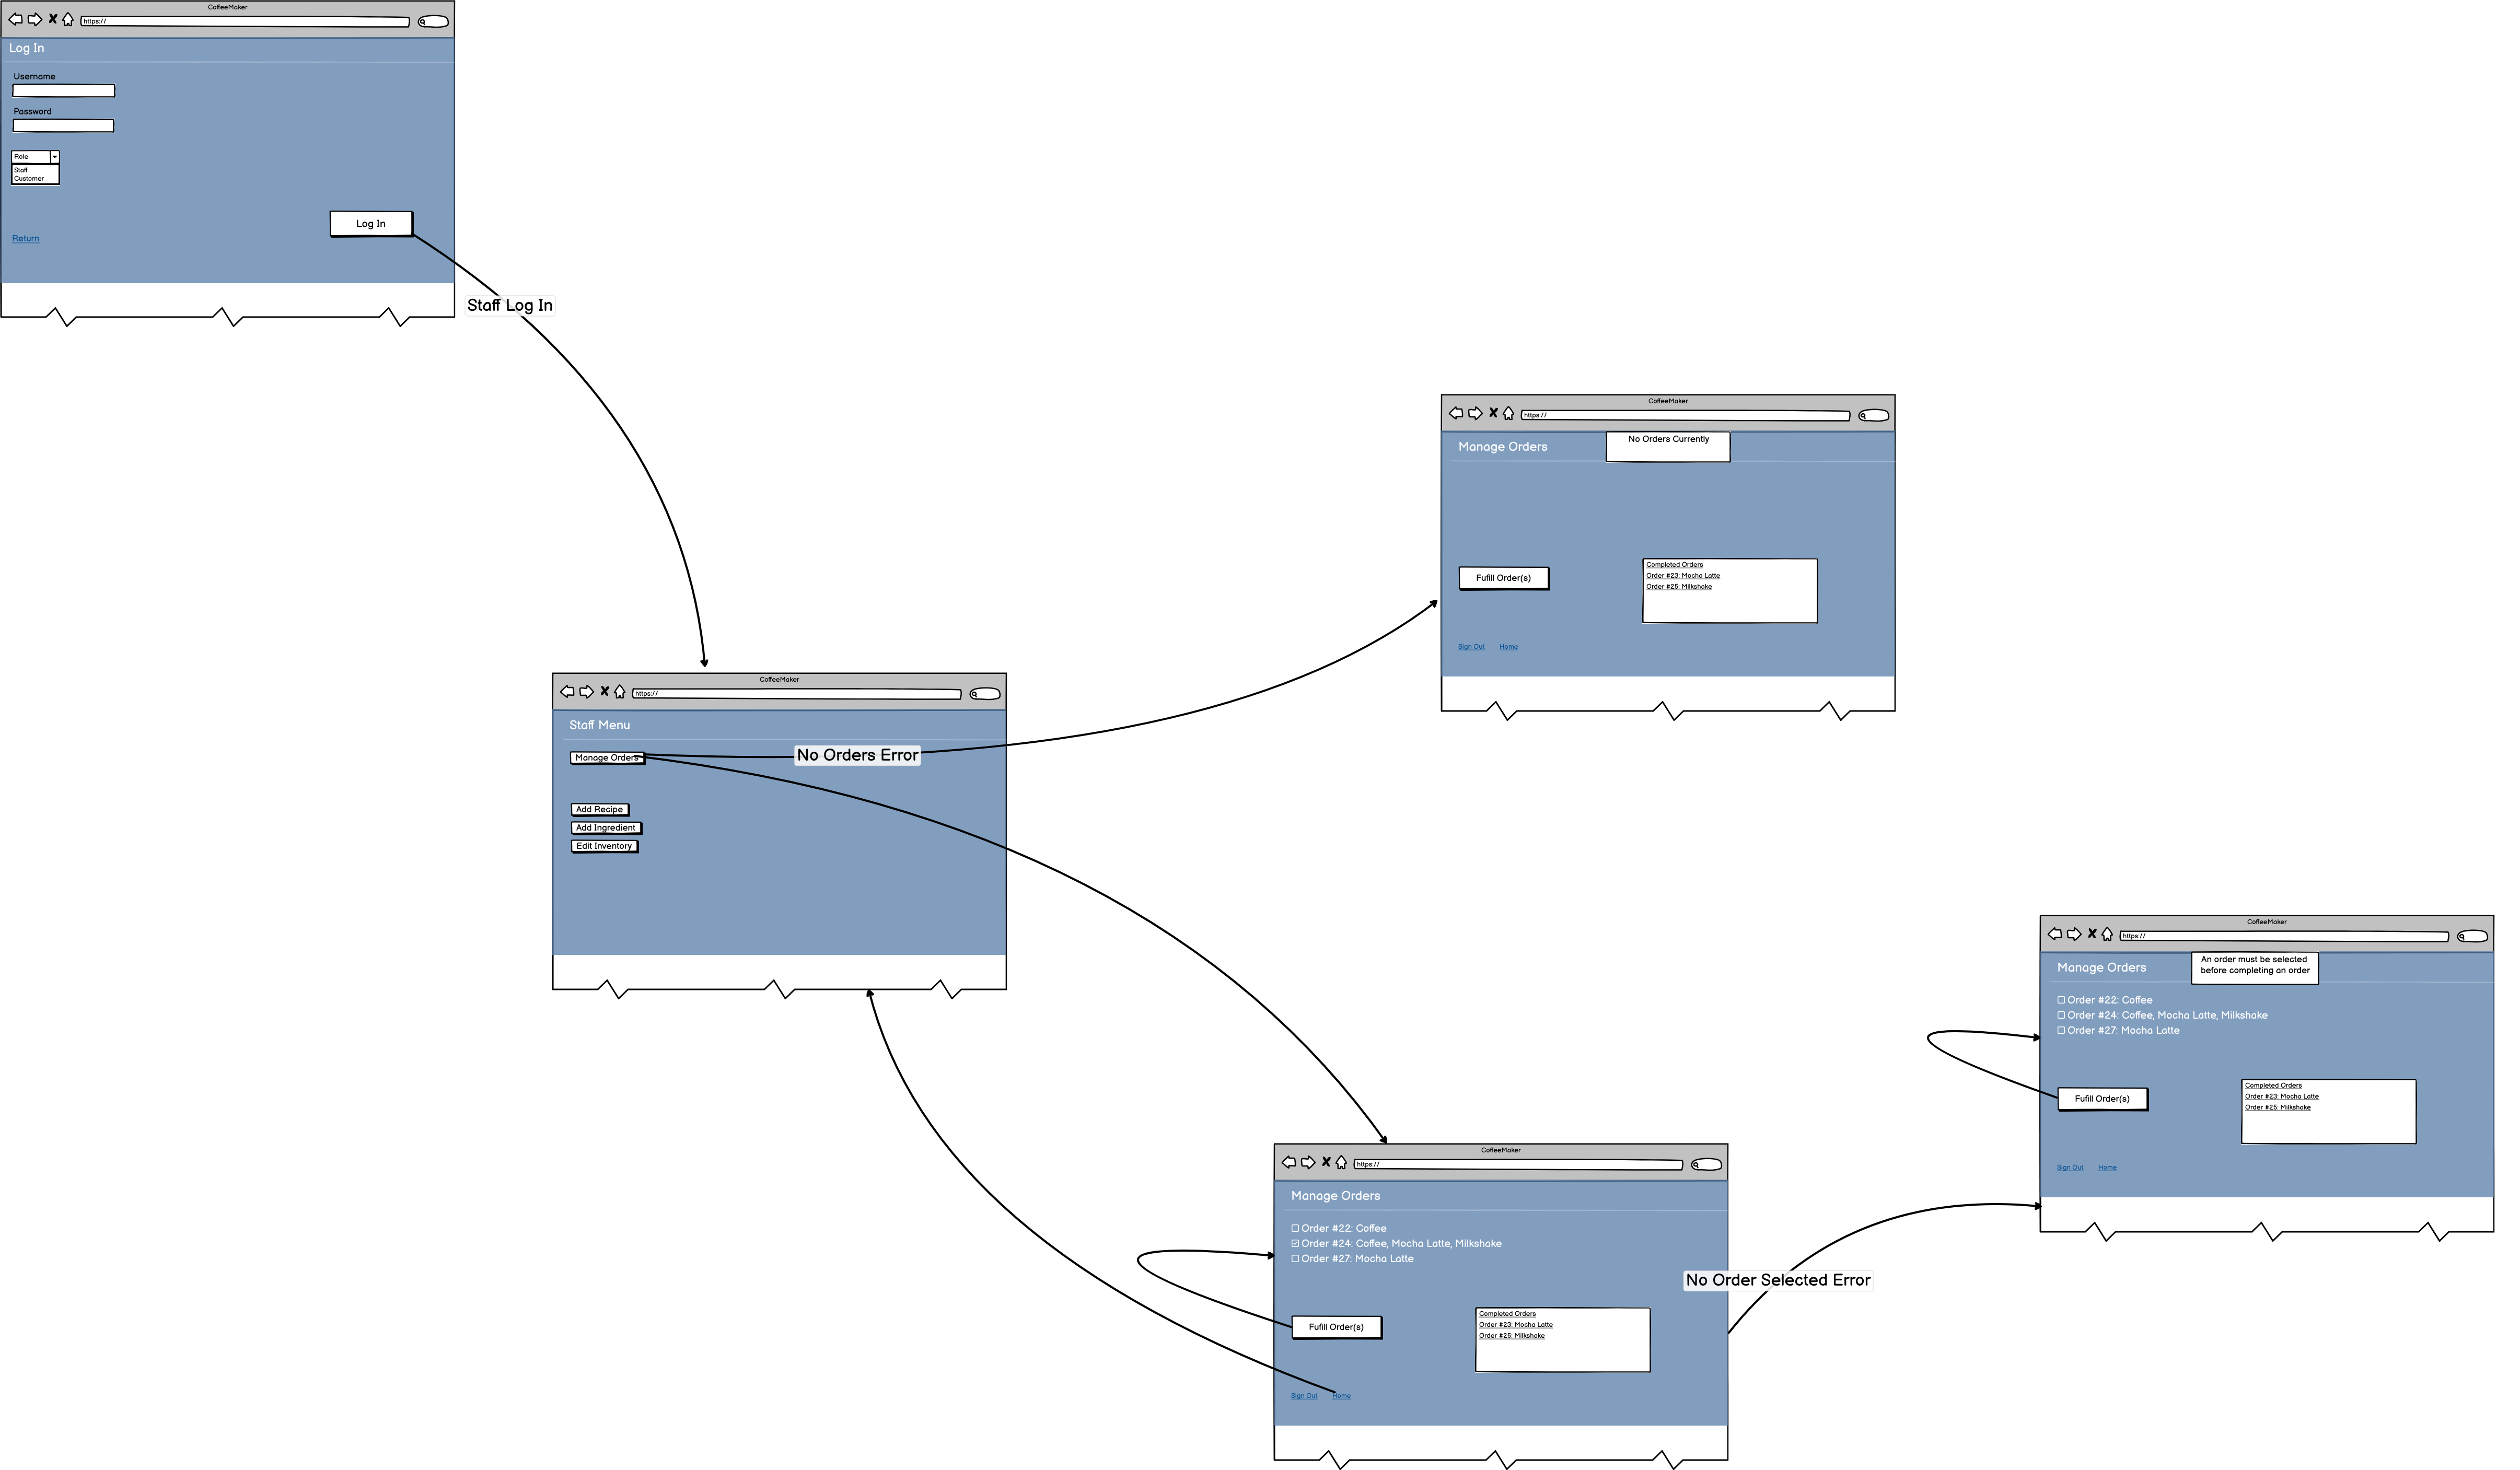 CoffeeMaker
https://
Log In
Username
Password
Role
Staff
Customer
Log In
Return
Staff Log In
CoffeeMaker
https://
Manage Orders
No Orders Currently
Fufill Order(s)
Completed Orders
Order #23: Mocha Latte
Order #25: Milkshake
Sign Out Home
CoffeeMaker
https://
Staff Menu
Manage Orders
No Orders Error
Add Recipe
Add Ingredient
Edit Inventory
CoffeeMaker
https://
Manage Orders
An order must be selected
before completing an order
Order #22: Coffee
Order #24: Coffee, Mocha Latte, Milkshake
Order #27: Mocha Latte
Fufill Order(s)
Completed Orders
Order #23: Mocha Latte
Order #25: Milkshake
Sign Out Home
CoffeeMaker
https://
Manage Orders
Order #22: Coffee
Order #24: Coffee, Mocha Latte, Milkshake
Order #27: Mocha Latte
No Order Selected Error
Fufill Order(s)
Completed Orders
Order #23: Mocha Latte
Order #25: Milkshake
Sign Out Home